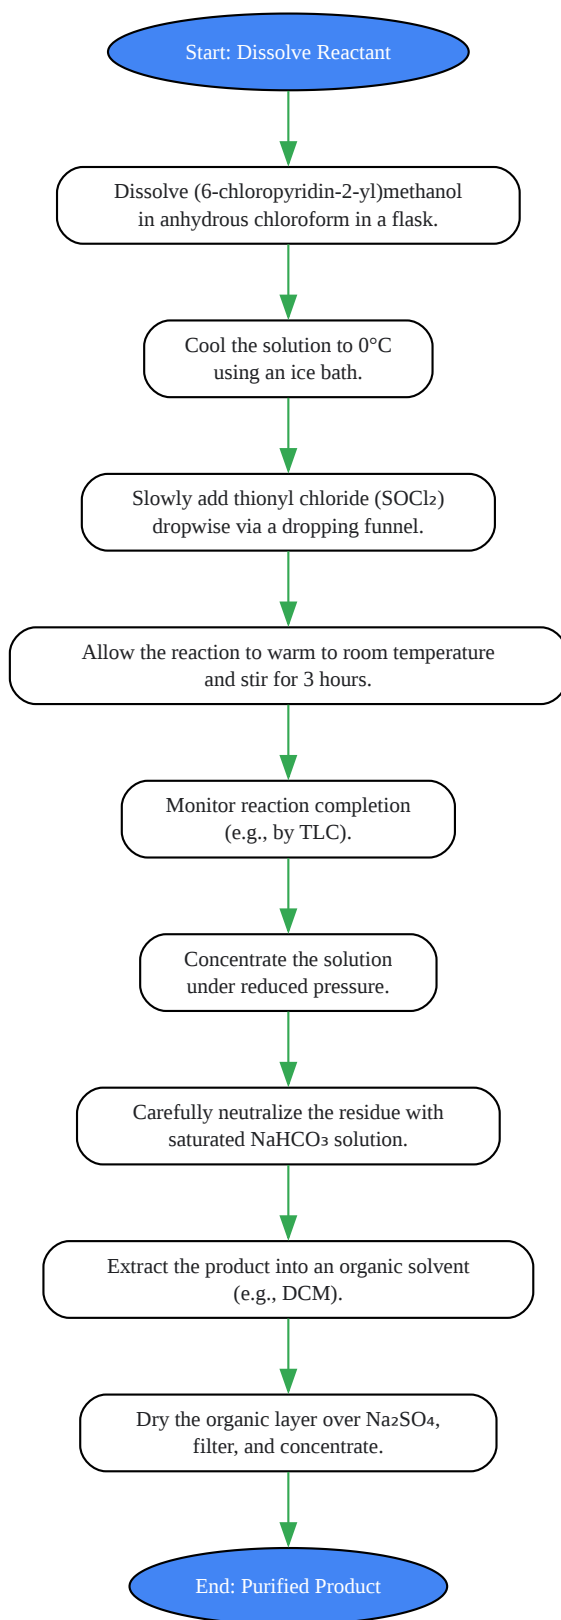 Start: Dissolve Reactant
Dissolve (6-chloropyridin-2-yl)methanol
in anhydrous chloroform in a flask.
Cool the solution to 0°C
using an ice bath.
Slowly add thionyl chloride (SOCl₂)
dropwise via a dropping funnel.
Allow the reaction to warm to room temperature
and stir for 3 hours.
Monitor reaction completion
(e.g., by TLC).
Concentrate the solution
under reduced pressure.
Carefully neutralize the residue with
saturated NaHCO₃ solution.
Extract the product into an organic solvent
(e.g., DCM).
Dry the organic layer over Na₂SO₄,
filter, and concentrate.
End: Purified Product